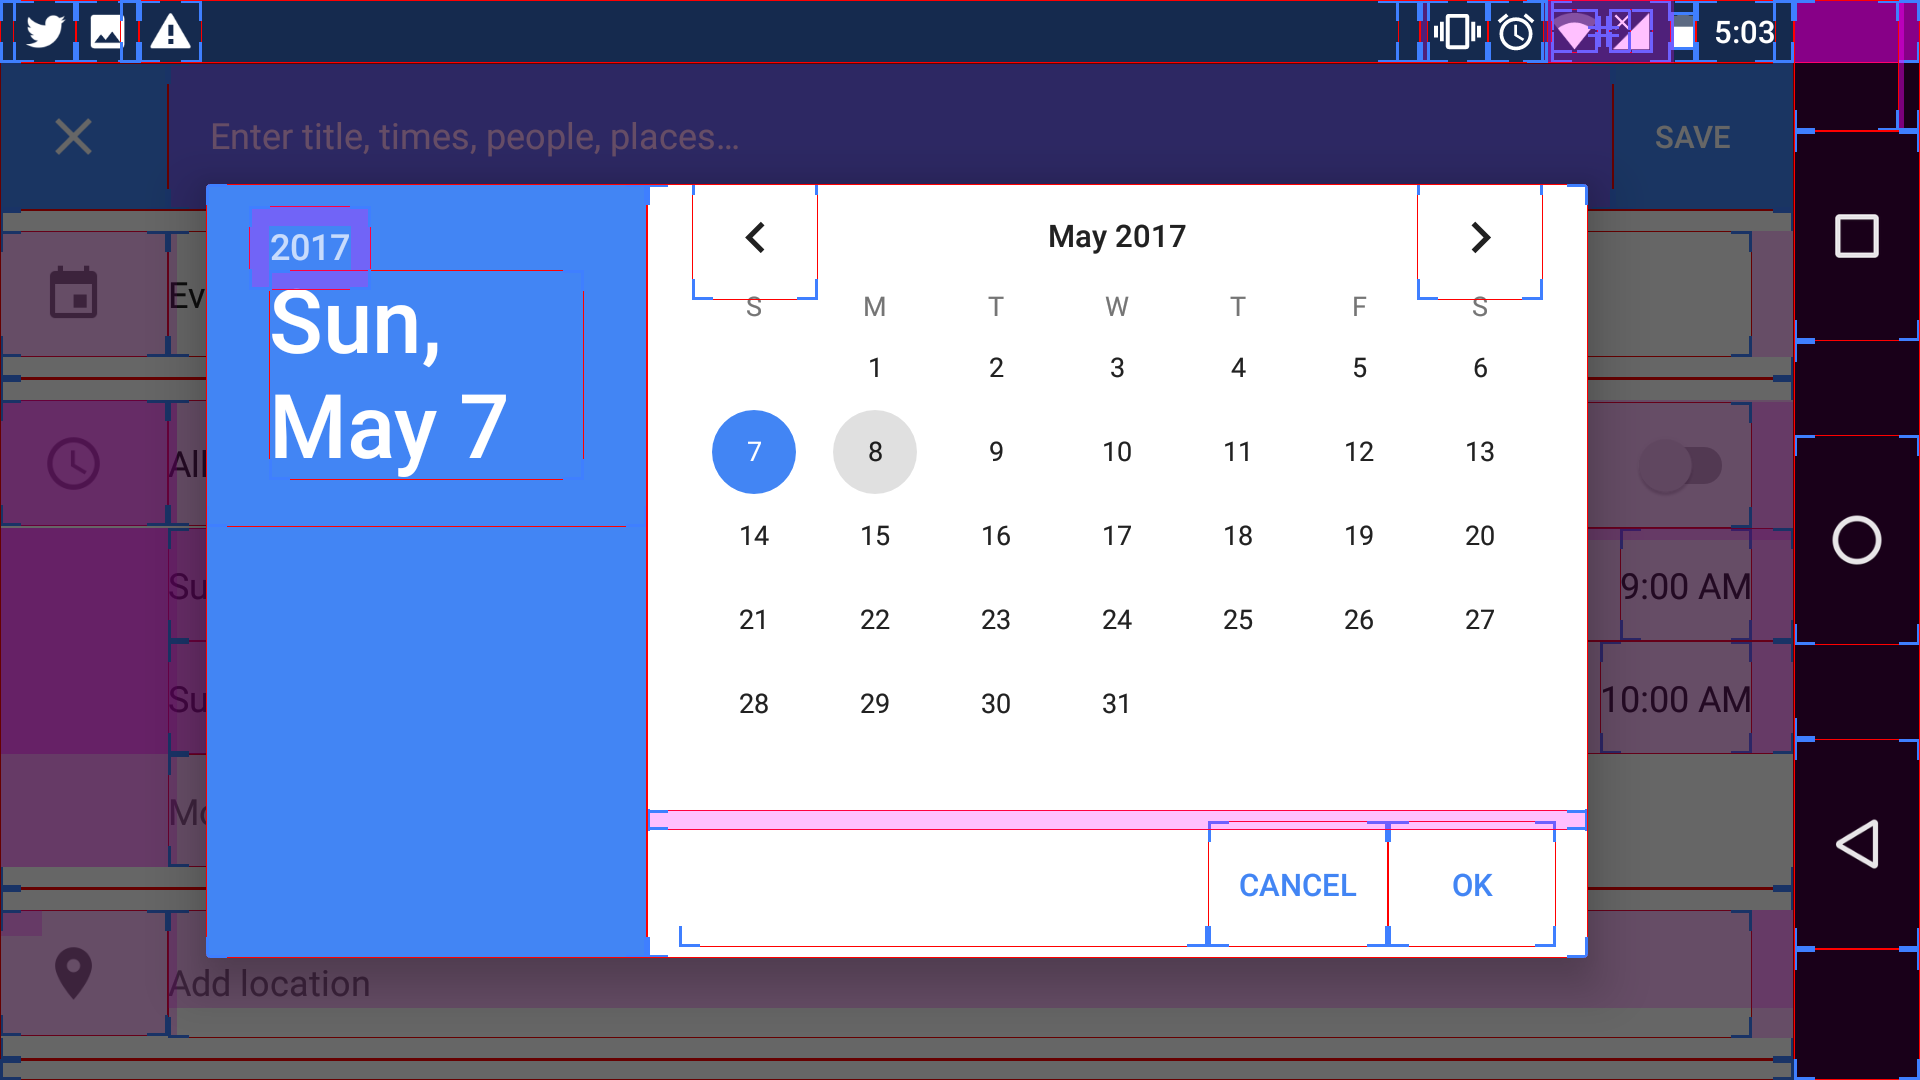 5:03
Enter title, times, people, places...
SAVE
2017
Sun,
May 7
May 2017
S M T W T F S
1 2 3 4 5 6
7 8 9 10 11 12 13
14 15 16 17 18 19 20
21 22 23 24 25 26 27
28 29 30 31
CANCEL OK
Ev
All
Su
9:00 AM
Su
10:00 AM
Mo
Add location